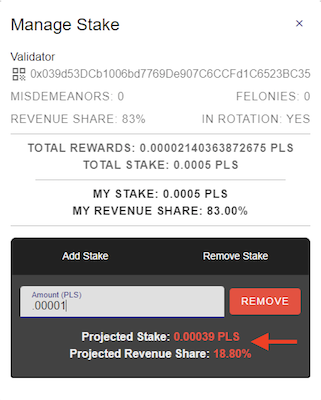 Manage Stake ×
Validator
0x039d53DCb1006bd7769De907C6CCFd1C6523BC35
MISDEMEANORS: 0 FELONIES: 0
REVENUE SHARE: 83% IN ROTATION: YES
TOTAL REWARDS: 0.00002140363872675 PLS
TOTAL STAKE: 0.0005 PLS
MY STAKE: 0.0005 PLS
MY REVENUE SHARE: 83.00%
Add Stake Remove Stake
Amount (PLS)
.00001
REMOVE
Projected Stake: 0.00039 PLS
Projected Revenue Share: 18.80%